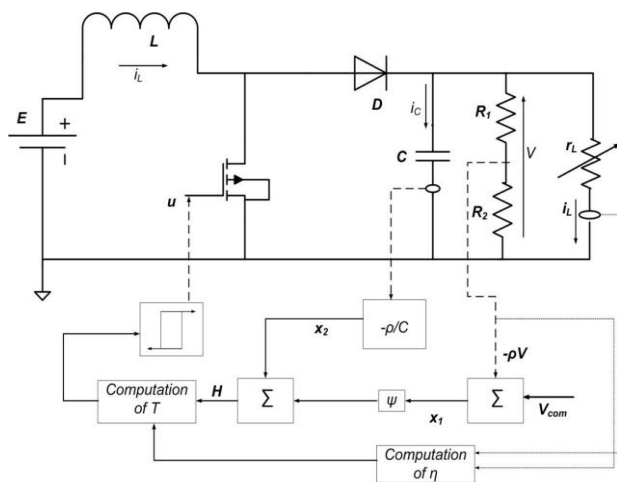 L
i_L
E
+
−
D
i_C
R_1
V
r_L
C
u
R_2
i_L
x_2
-ρ/C
-ρV
Computation of T
H
Σ
ψ
x_1
Σ
V_com
Computation of η